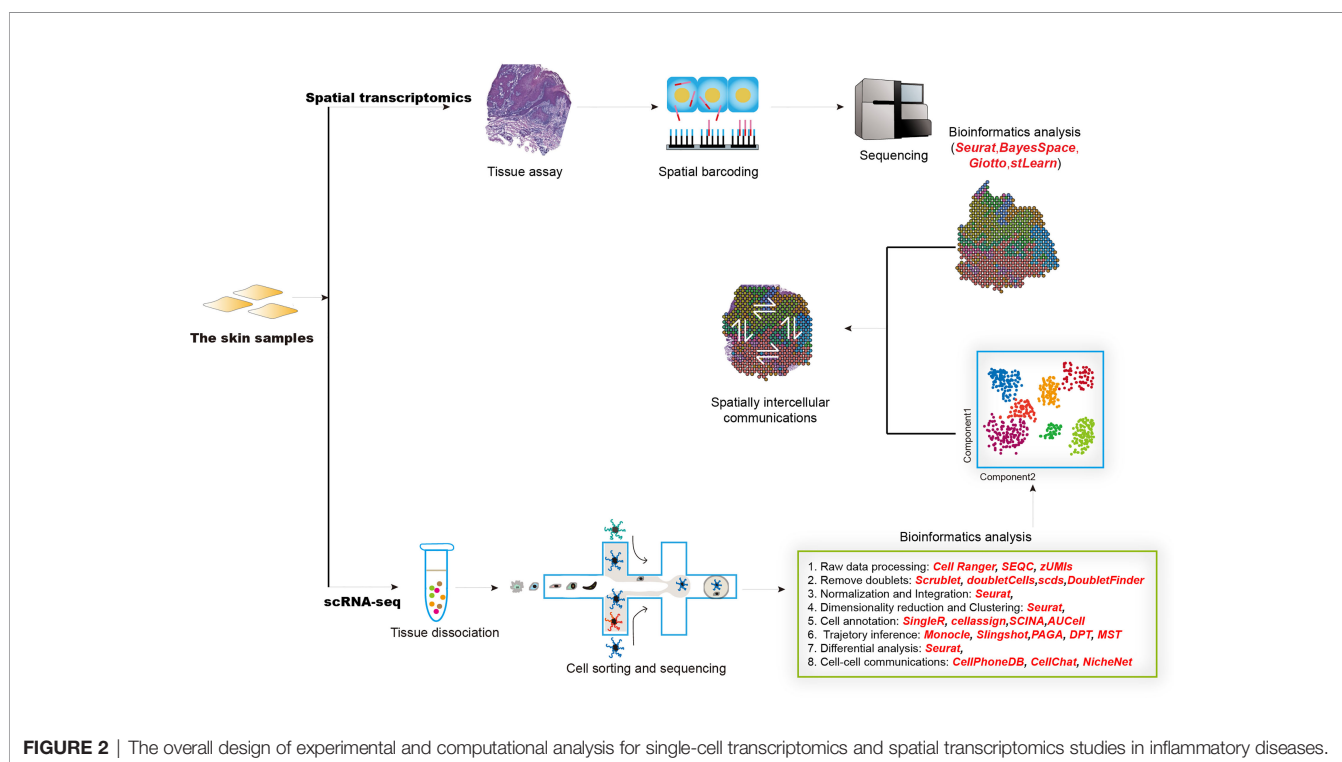 Spatial transcriptomics
Tissue assay
Spatial barcoding
Sequencing
Bioinformatics analysis
(Seurat,BayesSpace,
Giotto,stLearn)
The skin samples
Spatially intercellular
communications
Component1
Component2
scRNA-seq
Tissue dissociation
Cell sorting and sequencing
Bioinformatics analysis
1. Raw data processing: Cell Ranger, SEQC, zUMIs
2. Remove doublets: Scrublet, doubletCells,scds,DoubletFinder
3. Normalization and Integration: Seurat,
4. Dimensionality reduction and Clustering: Seurat,
5. Cell annotation: SingleR, cellassign,SCINA,AUCell
6. Trajetory inference: Monocle, Slingshot,PAGA, DPT, MST
7. Differential analysis: Seurat,
8. Cell-cell communications: CellPhoneDB, CellChat, NicheNet
FIGURE 2 | The overall design of experimental and computational analysis for single-cell transcriptomics and spatial transcriptomics studies in inflammatory diseases.